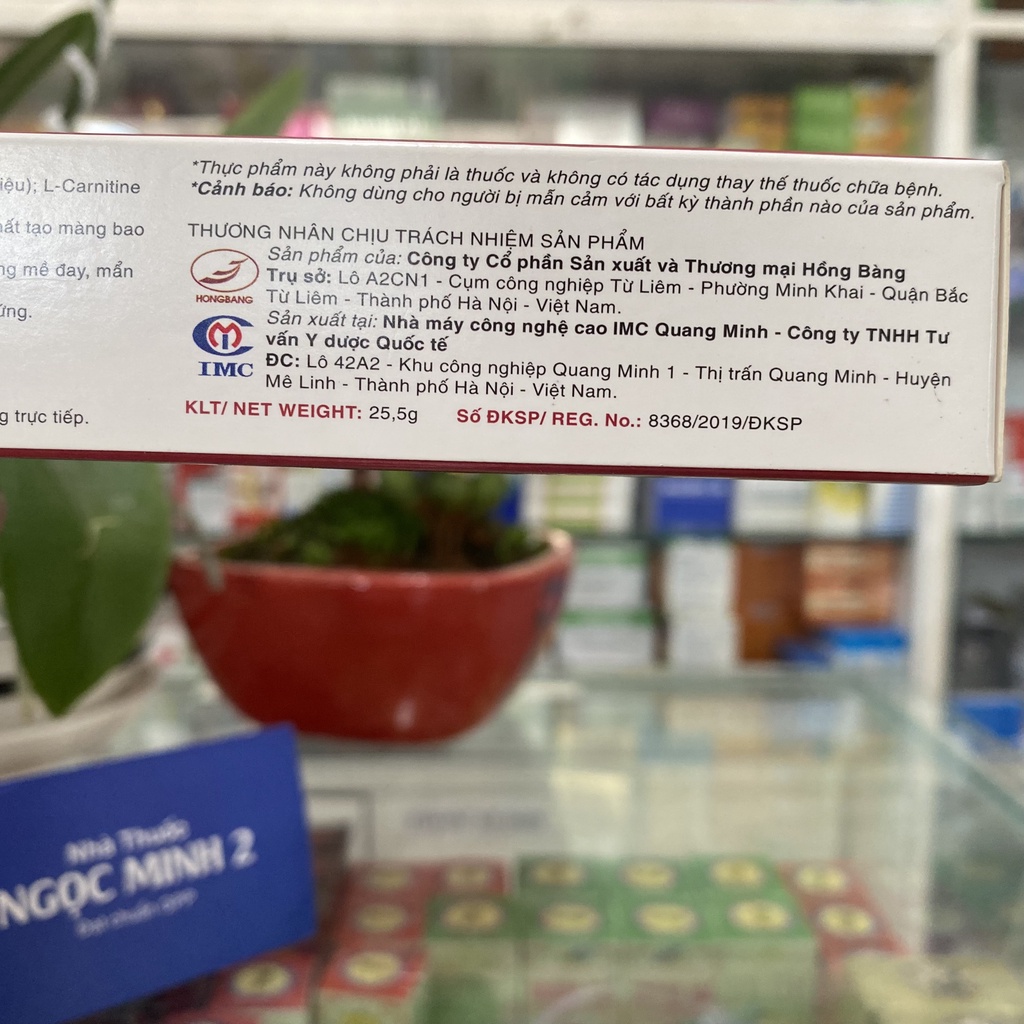 iệu); L-Carnitine
ất tạo màng bao
ng mề đay, mẩn
ứng.
g trực tiếp.
*Thực phẩm này không phải là thuốc và không có tác dụng thay thế thuốc chữa bệnh.
*Cảnh báo: Không dùng cho người bị mẫn cảm với bất kỳ thành phần nào của sản phẩm.
THƯƠNG NHÂN CHỊU TRÁCH NHIỆM SẢN PHẨM
HONGBANG
Sản phẩm của: Công ty Cổ phần Sản xuất và Thương mại Hồng Bàng
Trụ sở: Lô A2CN1 - Cụm công nghiệp Từ Liêm - Phường Minh Khai - Quận Bắc
Từ Liêm - Thành phố Hà Nội - Việt Nam.
IMC
Sản xuất tại: Nhà máy công nghệ cao IMC Quang Minh - Công ty TNHH Tư
vấn Y dược Quốc tế
ĐC: Lô 42A2 - Khu công nghiệp Quang Minh 1 - Thị trấn Quang Minh - Huyện
Mê Linh - Thành phố Hà Nội - Việt Nam.
KLT/ NET WEIGHT: 25,5g Số ĐKSP/ REG. No.: 8368/2019/ĐKSP
Nhà Thuốc
NGỌC MINH 2
Đạt chuẩn GPP